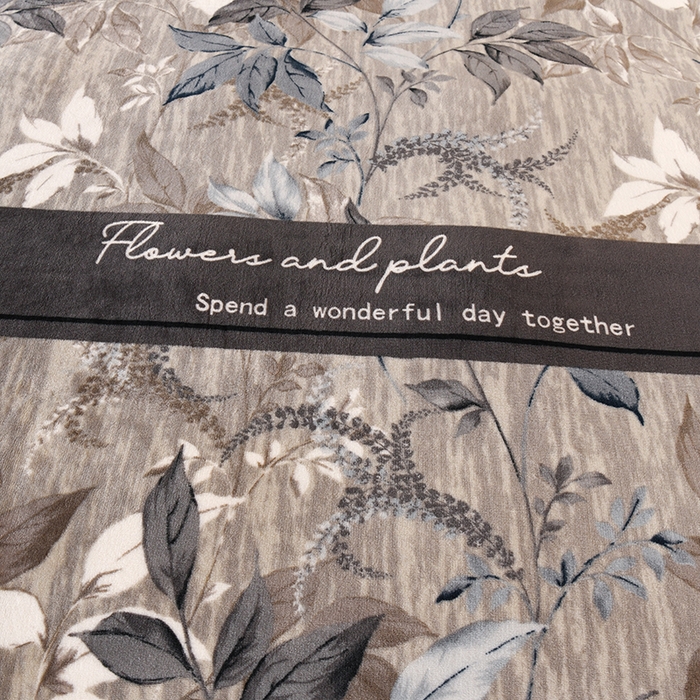 Flowers and plants
Spend a wonderful day together